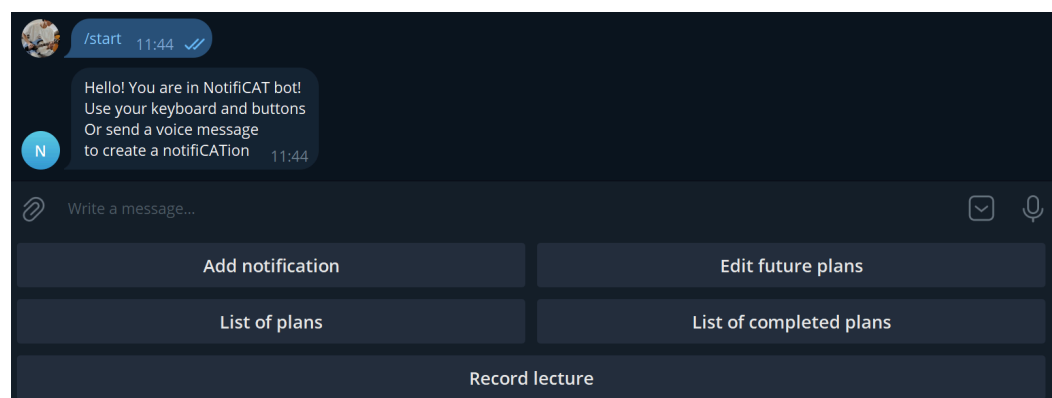 /start 11:44
Hello! You are in NotifiCAT bot!
Use your keyboard and buttons
Or send a voice message
to create a notifiCATion 11:44
N
Write a message...
Add notification
Edit future plans
List of plans
List of completed plans
Record lecture